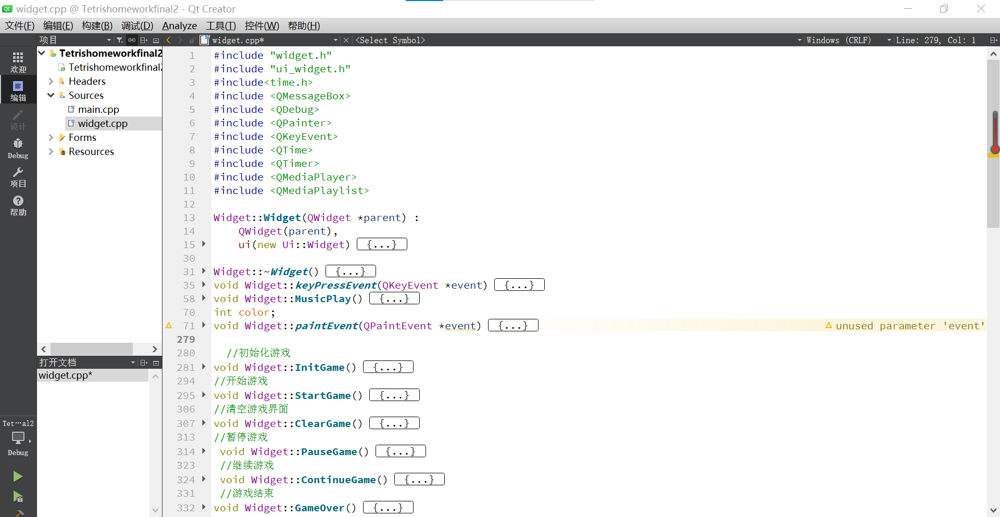 QC widget.cpp @ Tetrishomeworkfinal2 - Qt Creator
文件(F) 编辑(E) 构建(B) 调试(D) Analyze 工具(T) 控件(W) 帮助(H)
项目
widget.cpp* <Select Symbol> Windows (CRLF) Line: 279, Col: 1
欢迎
编辑
设计
Debug
项目
帮助
Tet…al2
Debug
Tetrishomeworkfinal2
Tetrishomeworkfinal2
Headers
Sources
main.cpp
widget.cpp
Forms
Resources
打开文档
widget.cpp*
1 #include "widget.h"
2 #include "ui_widget.h"
3 #include<time.h>
4 #include <QMessageBox>
5 #include <QDebug>
6 #include <QPainter>
7 #include <QKeyEvent>
8 #include <QTime>
9 #include <QTimer>
10 #include <QMediaPlayer>
11 #include <QMediaPlaylist>
12
13 Widget::Widget(QWidget *parent) :
14 QWidget(parent),
15 ui(new Ui::Widget) {...}
30
31 Widget::~Widget() {...}
35 void Widget::keyPressEvent(QKeyEvent *event) {...}
58 void Widget::MusicPlay() {...}
70 int color;
71 void Widget::paintEvent(QPaintEvent *event) {...} unused parameter 'event'
279
280 //初始化游戏
281 void Widget::InitGame() {...}
294 //开始游戏
295 void Widget::StartGame() {...}
306 //清空游戏界面
307 void Widget::ClearGame() {...}
313 //暂停游戏
314 void Widget::PauseGame() {...}
323 //继续游戏
324 void Widget::ContinueGame() {...}
331 //游戏结束
332 void Widget::GameOver() {...}